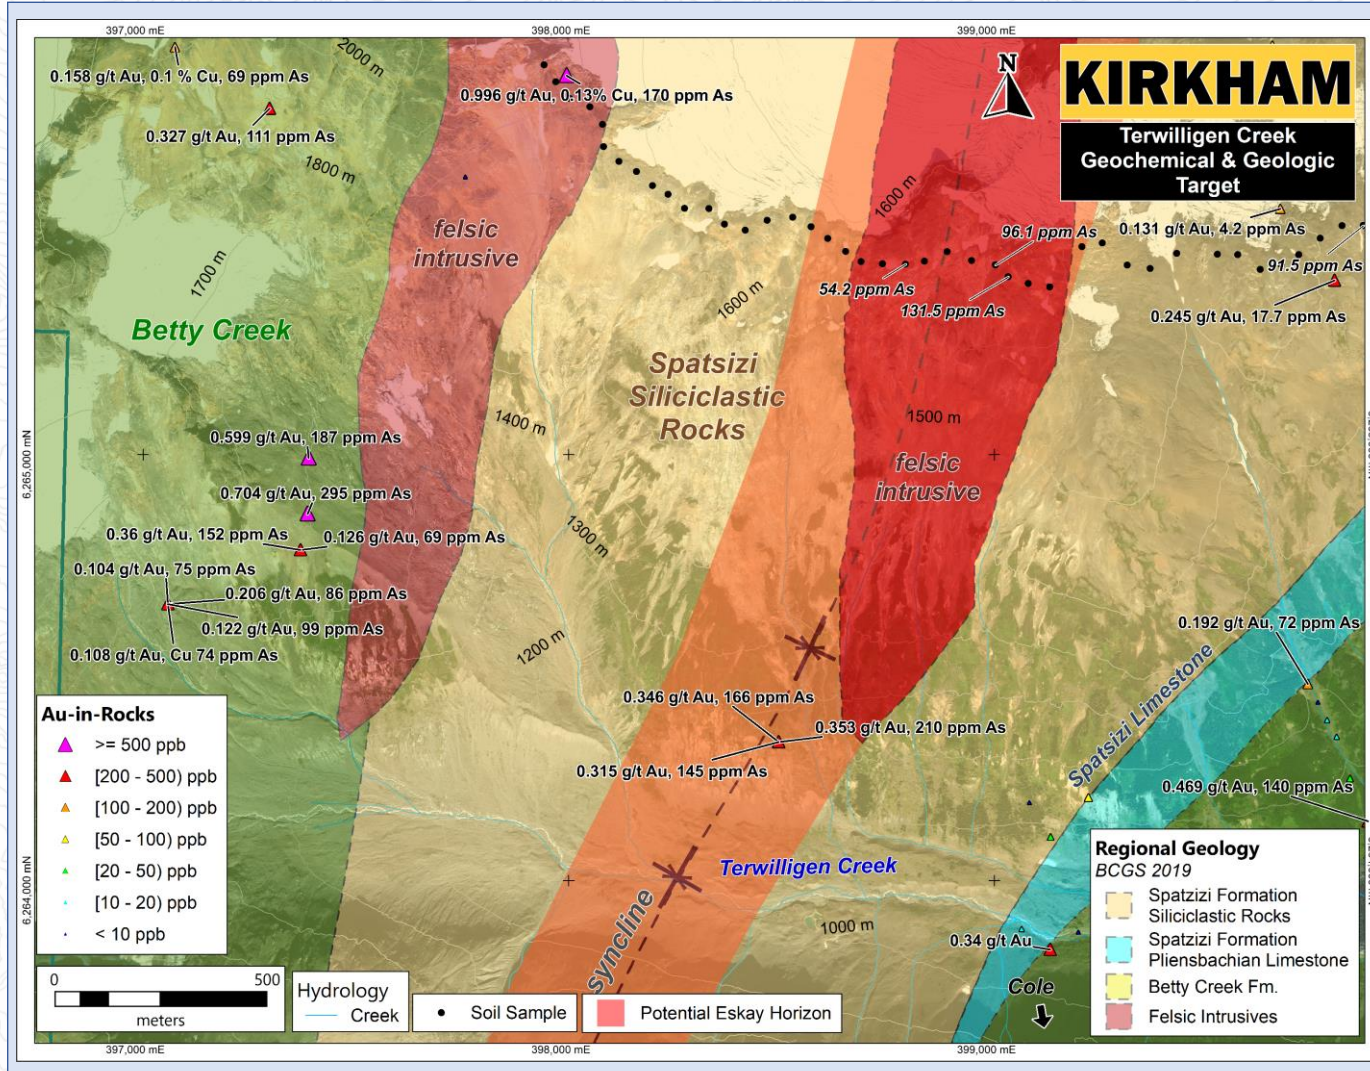 397,000 mE
398,000 mE
399,000 mE
KIRKHAM
Terwilligen Creek
Geochemical & Geologic
Target
N
2000 m
0.158 g/t Au, 0.1 % Cu, 69 ppm As
0.327 g/t Au, 111 ppm As
1800 m
0.996 g/t Au, 0.13% Cu, 170 ppm As
1600 m
0.131 g/t Au, 4.2 ppm As
96.1 ppm As
91.5 ppm As
54.2 ppm As
131.5 ppm As
0.245 g/t Au, 17.7 ppm As
felsic
intrusive
1700 m
1600 m
Betty Creek
Spatsizi
Siliciclastic
Rocks
1400 m
1500 m
felsic
intrusive
0.599 g/t Au, 187 ppm As
6,265,000 mN
0.704 g/t Au, 295 ppm As
1300 m
0.36 g/t Au, 152 ppm As
0.126 g/t Au, 69 ppm As
0.104 g/t Au, 75 ppm As
0.206 g/t Au, 86 ppm As
0.122 g/t Au, 99 ppm As
0.108 g/t Au, Cu 74 ppm As
1200 m
0.192 g/t Au, 72 ppm As
Spatsizi Limestone
0.346 g/t Au, 166 ppm As
0.353 g/t Au, 210 ppm As
0.315 g/t Au, 145 ppm As
0.469 g/t Au, 140 ppm As
Terwilligen Creek
6,264,000 mN
syncline
1000 m
0.34 g/t Au
Cole
Au-in-Rocks
>= 500 ppb
[200 - 500) ppb
[100 - 200) ppb
[50 - 100) ppb
[20 - 50) ppb
[10 - 20) ppb
< 10 ppb
Regional Geology
BCGS 2019
Spatzizi Formation
Siliciclastic Rocks
Spatzizi Formation
Pliensbachian Limestone
Betty Creek Fm.
Felsic Intrusives
0 500
meters
Hydrology
Creek
Soil Sample
Potential Eskay Horizon
397,000 mE
398,000 mE
399,000 mE